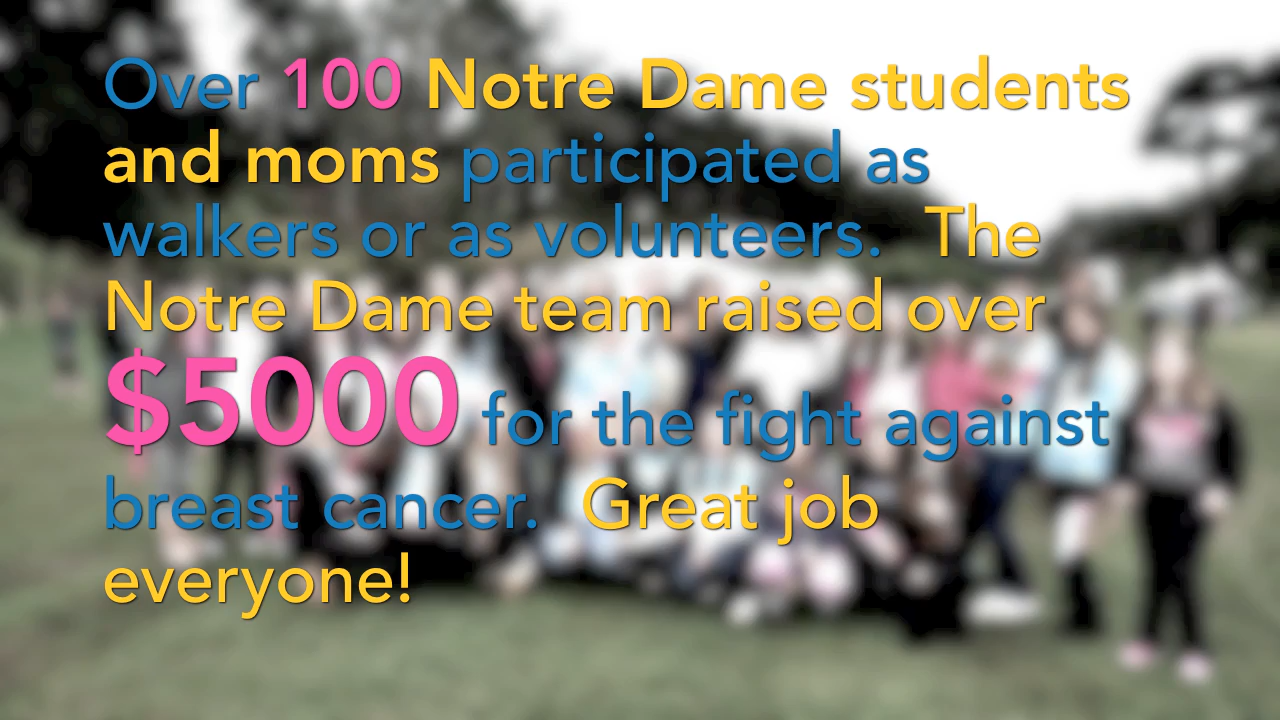 Over 100 Notre Dame students
and moms participated as
walkers or as volunteers.  The
Notre Dame team raised over
$5000 for the fight against
breast cancer.  Great job
everyone!